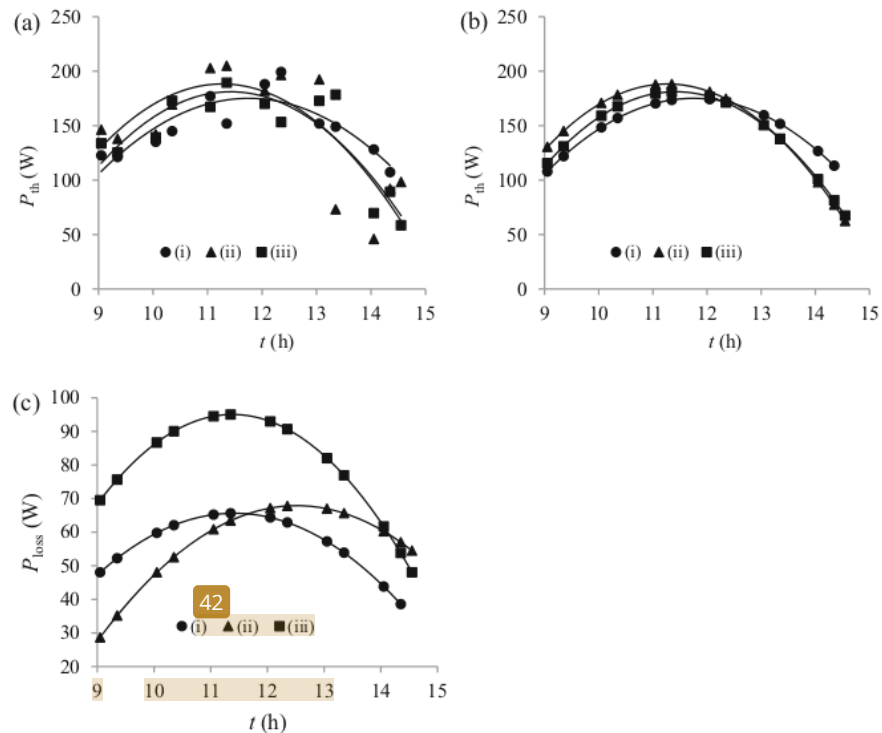 (a)
250
200
150
100
50
0
P_th (W)
(i) (ii) (iii)
9 10 11 12 13 14 15
t (h)
(b)
250
200
150
100
50
0
P_th (W)
(i) (ii) (iii)
9 10 11 12 13 14 15
t (h)
(c)
100
90
80
70
60
50
40
30
20
P_loss (W)
42
(i) (ii) (iii)
9 10 11 12 13 14 15
t (h)